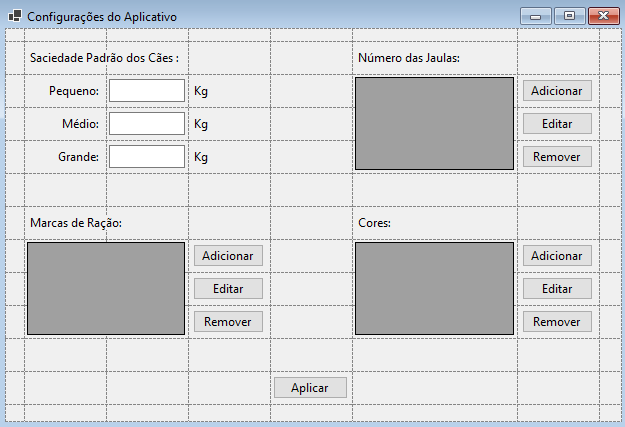 Configurações do Aplicativo
Saciedade Padrão dos Cães :
Número das Jaulas:
Pequeno:
Kg
Adicionar
Médio:
Kg
Editar
Grande:
Kg
Remover
Marcas de Ração:
Cores:
Adicionar
Adicionar
Editar
Editar
Remover
Remover
Aplicar